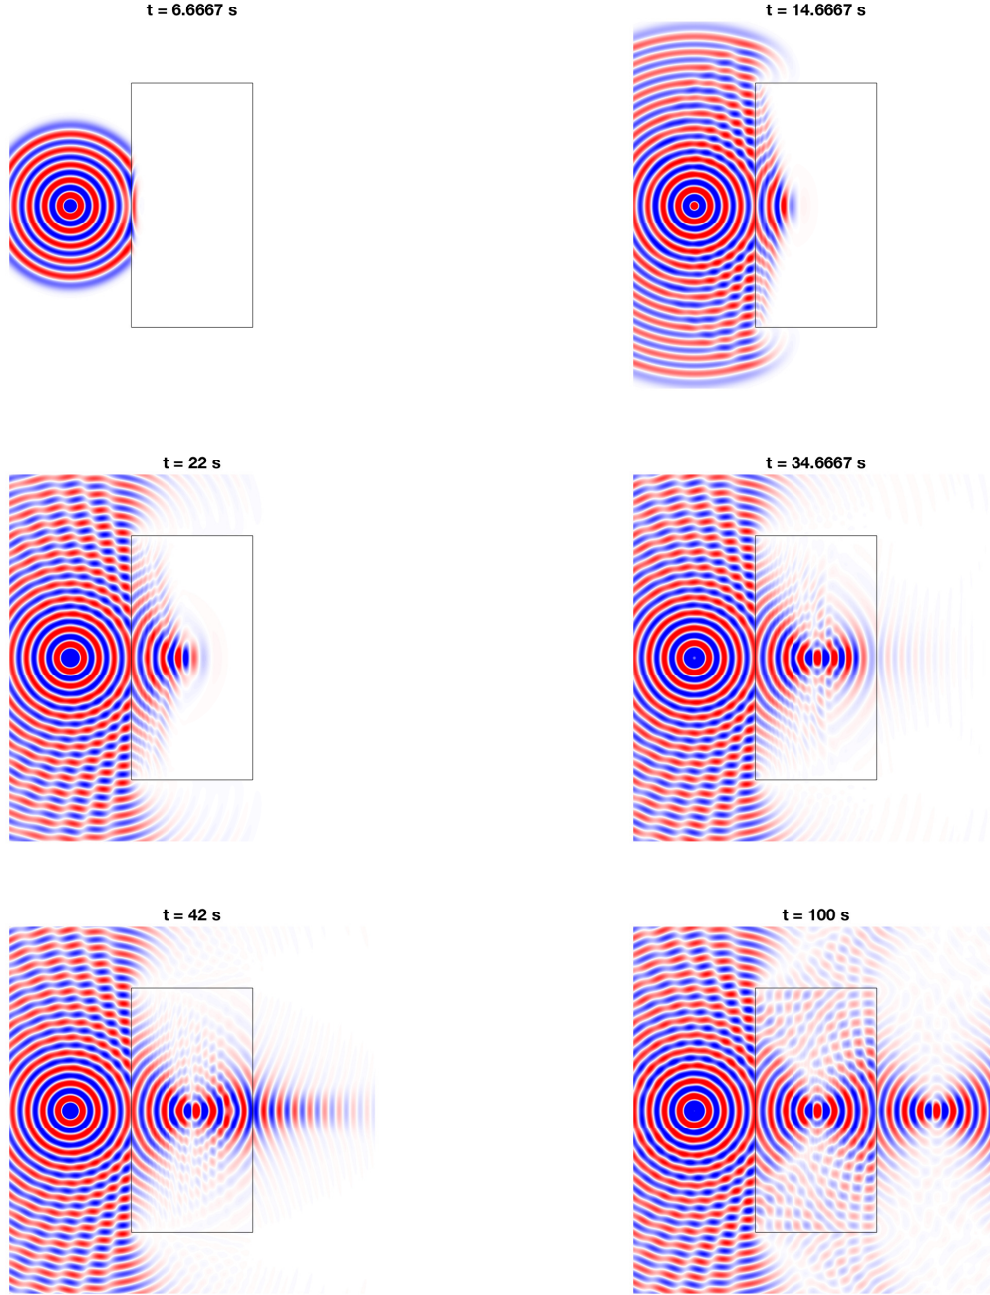 t = 6.6667 s
t = 14.6667 s
t = 22 s
t = 34.6667 s
t = 42 s
t = 100 s